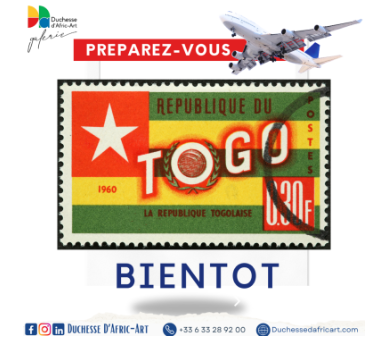 Duchesse
d'Afric-Art
galerie
PREPAREZ-VOUS
REPUBLIQUE DU
TOGO
POSTES
1960
0.30F
LA REPUBLIQUE TOGOLAISE
BIENTOT
DUCHESSE D'AFRIC-ART
+33 6 33 28 92 00
Duchessedafricart.com